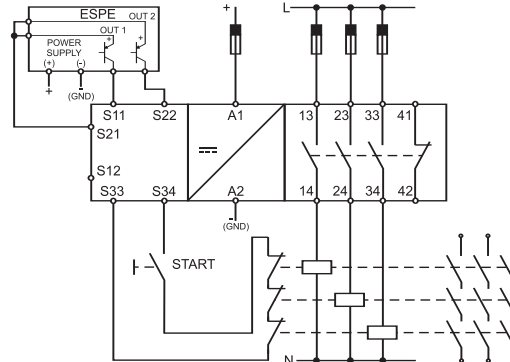 ESPE OUT 2
OUT 1
POWER
SUPPLY
(+) (-)
+ + +
+ -
(GND)
+ L
S11 S22 A1 13 23 33 41
S21
S12
S33 S34 A2 14 24 34 42
-
(GND)
START
N